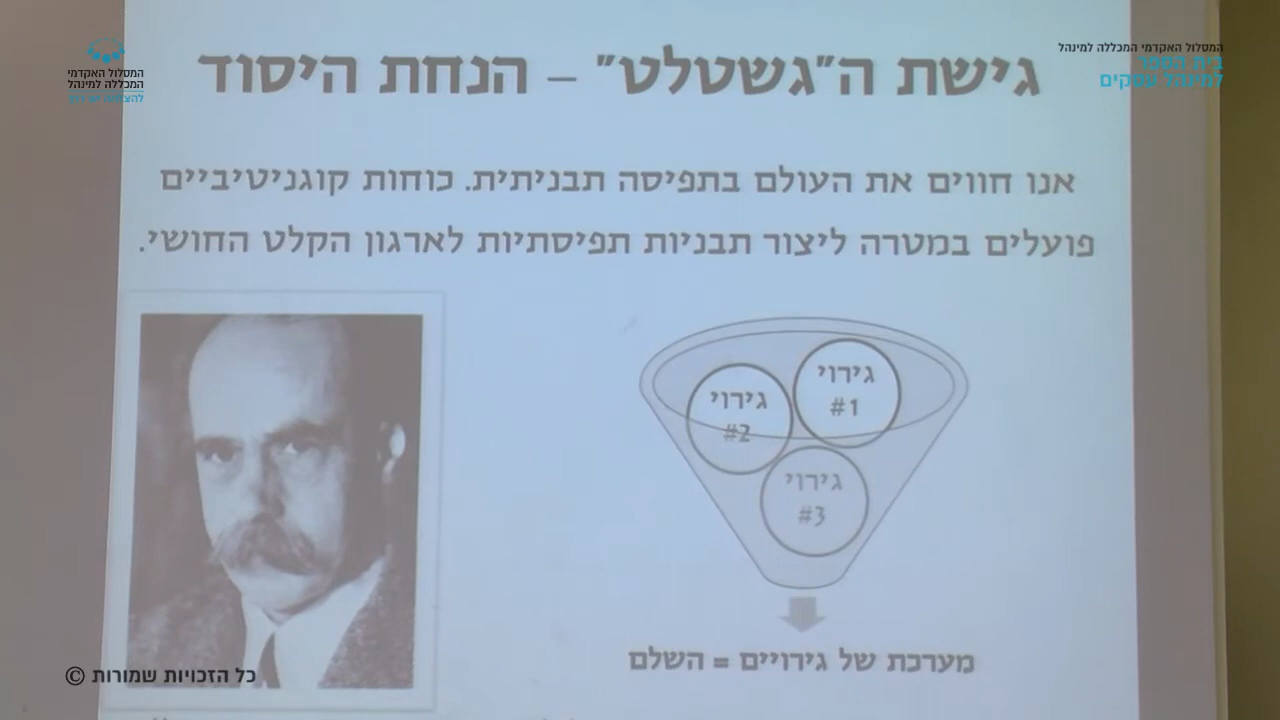 המסלול האקדמי המכללה למינהל
בית הספר
למינהל עסקים
המסלול האקדמי
המכללה למינהל
גישת ה"גשטלט" – הנחת היסוד
אנו חווים את העולם בתפיסה תבניתית. כוחות קוגניטיביים
פועלים במטרה ליצור תבניות תפיסתיות לארגון הקלט החושי.
גירוי
#1
גירוי
#2
גירוי
#3
מערכת של גירויים = השלם
כל הזכויות שמורות ©